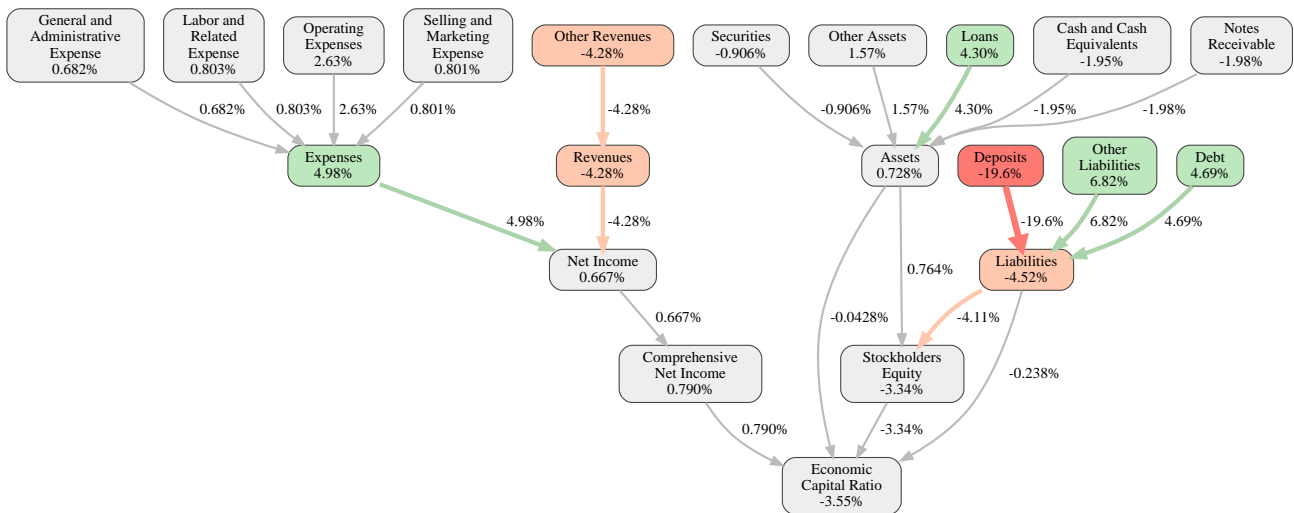 General and
Administrative
Expense
0.682%
Labor and
Related
Expense
0.803%
Operating
Expenses
2.63%
Selling and
Marketing
Expense
0.801%
Other Revenues
-4.28%
Securities
-0.906%
Other Assets
1.57%
Loans
4.30%
Cash and Cash
Equivalents
-1.95%
Notes
Receivable
-1.98%
0.682%
0.803%
2.63%
0.801%
-4.28%
-0.906%
1.57%
4.30%
-1.95%
-1.98%
Expenses
4.98%
Revenues
-4.28%
Assets
0.728%
Deposits
-19.6%
Other
Liabilities
6.82%
Debt
4.69%
4.98%
-4.28%
-19.6%
6.82%
4.69%
Net Income
0.667%
0.764%
Liabilities
-4.52%
0.667%
-0.0428%
-4.11%
Comprehensive
Net Income
0.790%
Stockholders
Equity
-3.34%
-0.238%
0.790%
-3.34%
Economic
Capital Ratio
-3.55%